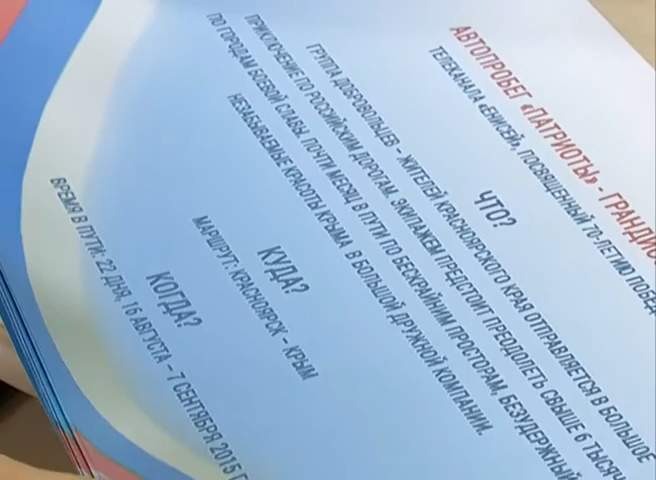 АВТОПРОБЕГ «ПАТРИОТЫ» - ГРАНДИО
ТЕЛЕКАНАЛА «ЕНИСЕЙ», ПОСВЯЩЕННЫЙ 70-ЛЕТИЮ ПОБЕД
ЧТО?
ГРУППА ДОБРОВОЛЬЦЕВ - ЖИТЕЛЕЙ КРАСНОЯРСКОГО КРАЯ ОТПРАВЛЯЕТСЯ В БОЛЬШОЕ
ПРИКЛЮЧЕНИЕ ПО РОССИЙСКИМ ДОРОГАМ. ЭКИПАЖЕМ ПРЕДСТОИТ ПРЕОДОЛЕТЬ СВЫШЕ 6 ТЫСЯЧ
ПО ГОРОДАМ БОЕВОЙ СЛАВЫ. ПОЧТИ МЕСЯЦ В ПУТИ ПО БЕСКРАЙНИМ ПРОСТОРАМ, БЕЗУДЕРЖНЫЙ
НЕЗАБЫВАЕМЫЕ КРАСОТЫ КРЫМА В БОЛЬШОЙ ДРУЖНОЙ КОМПАНИИ.
КУДА?
МАРШРУТ: КРАСНОЯРСК – КРЫМ
КОГДА?
ВРЕМЯ В ПУТИ: 22 ДНЯ, 16 АВГУСТА – 7 СЕНТЯБРЯ 2015 Г